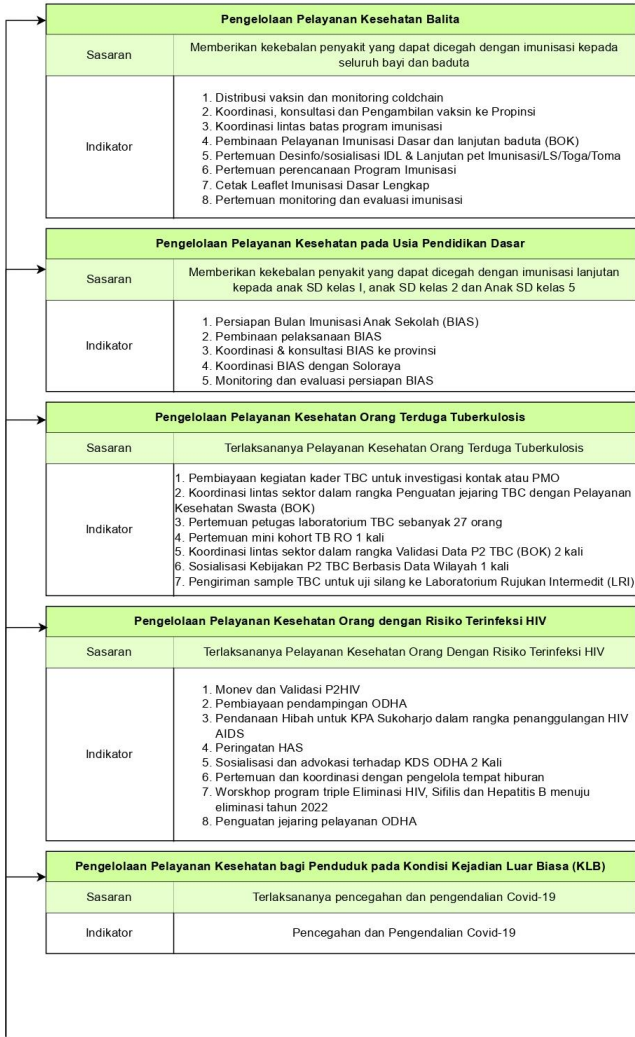 Pengelolaan Pelayanan Kesehatan Balita
Sasaran
Memberikan kekebalan penyakit yang dapat dicegah dengan imunisasi kepada
seluruh bayi dan baduta
Indikator
1. Distribusi vaksin dan monitoring coldchain
2. Koordinasi, konsultasi dan Pengambilan vaksin ke Propinsi
3. Koordinasi lintas batas program imunisasi
4. Pembinaan Pelayanan Imunisasi Dasar dan lanjutan baduta (BOK)
5. Pertemuan Desinfo/sosialisasi IDL & Lanjutan pet Imunisasi/LS/Toga/Toma
6. Pertemuan perencanaan Program Imunisasi
7. Cetak Leaflet Imunisasi Dasar Lengkap
8. Pertemuan monitoring dan evaluasi imunisasi
Pengelolaan Pelayanan Kesehatan pada Usia Pendidikan Dasar
Sasaran
Memberikan kekebalan penyakit yang dapat dicegah dengan imunisasi lanjutan
kepada anak SD kelas I, anak SD kelas 2 dan Anak SD kelas 5
Indikator
1. Persiapan Bulan Imunisasi Anak Sekolah (BIAS)
2. Pembinaan pelaksanaan BIAS
3. Koordinasi & konsultasi BIAS ke provinsi
4. Koordinasi BIAS dengan Soloraya
5. Monitoring dan evaluasi persiapan BIAS
Pengelolaan Pelayanan Kesehatan Orang Terduga Tuberkulosis
Sasaran
Terlaksananya Pelayanan Kesehatan Orang Terduga Tuberkulosis
Indikator
1. Pembiayaan kegiatan kader TBC untuk investigasi kontak atau PMO
2. Koordinasi lintas sektor dalam rangka Penguatan jejaring TBC dengan Pelayanan
Kesehatan Swasta (BOK)
3. Pertemuan petugas laboratorium TBC sebanyak 27 orang
4. Pertemuan mini kohort TB RO 1 kali
5. Koordinasi lintas sektor dalam rangka Validasi Data P2 TBC (BOK) 2 kali
6. Sosialisasi Kebijakan P2 TBC Berbasis Data Wilayah 1 kali
7. Pengiriman sample TBC untuk uji silang ke Laboratorium Rujukan Intermedit (LRI)
Pengelolaan Pelayanan Kesehatan Orang dengan Risiko Terinfeksi HIV
Sasaran
Terlaksananya Pelayanan Kesehatan Orang Dengan Risiko Terinfeksi HIV
Indikator
1. Monev dan Validasi P2HIV
2. Pembiayaan pendampingan ODHA
3. Pendanaan Hibah untuk KPA Sukoharjo dalam rangka penanggulangan HIV
AIDS
4. Peringatan HAS
5. Sosialisasi dan advokasi terhadap KDS ODHA 2 Kali
6. Pertemuan dan koordinasi dengan pengelola tempat hiburan
7. Worskhop program triple Eliminasi HIV, Sifilis dan Hepatitis B menuju
eliminasi tahun 2022
8. Penguatan jejaring pelayanan ODHA
Pengelolaan Pelayanan Kesehatan bagi Penduduk pada Kondisi Kejadian Luar Biasa (KLB)
Sasaran
Terlaksananya pencegahan dan pengendalian Covid-19
Indikator
Pencegahan dan Pengendalian Covid-19